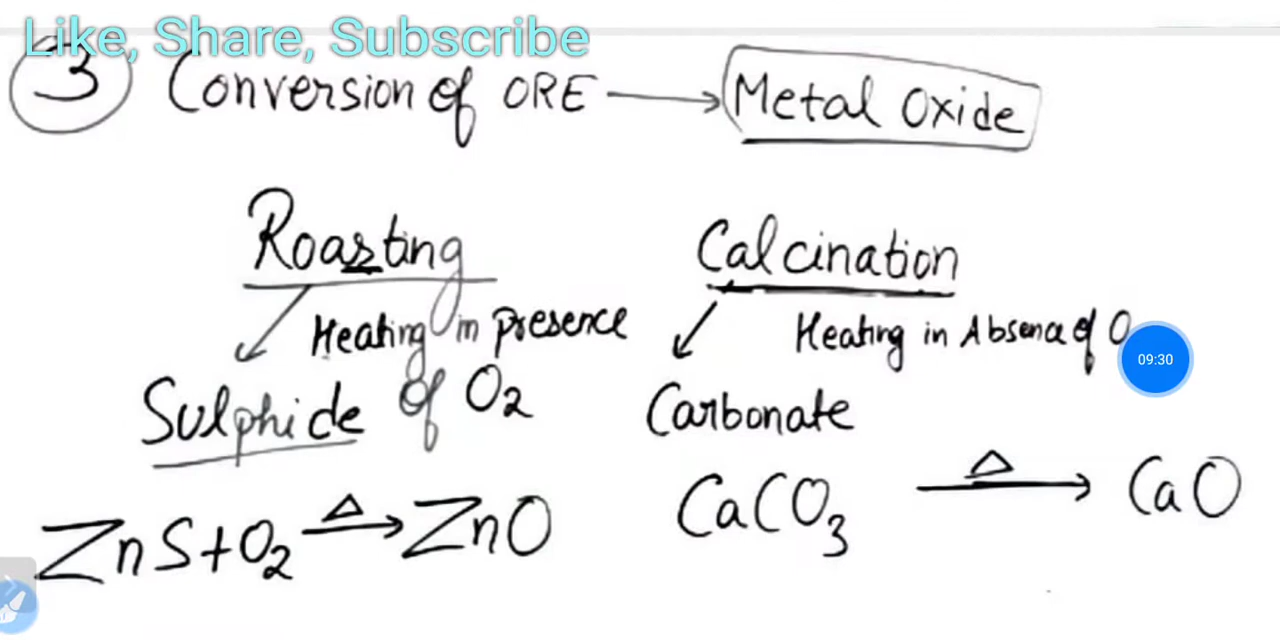 Like, Share, Subscribe
3 Conversion of ORE → Metal Oxide
Roasting
Calcination
Heating in presence
of O2
Heating in Absence of O
09:30
Sulphide
Carbonate
ZnS+O2 Δ→ ZnO
CaCO3 Δ→ CaO